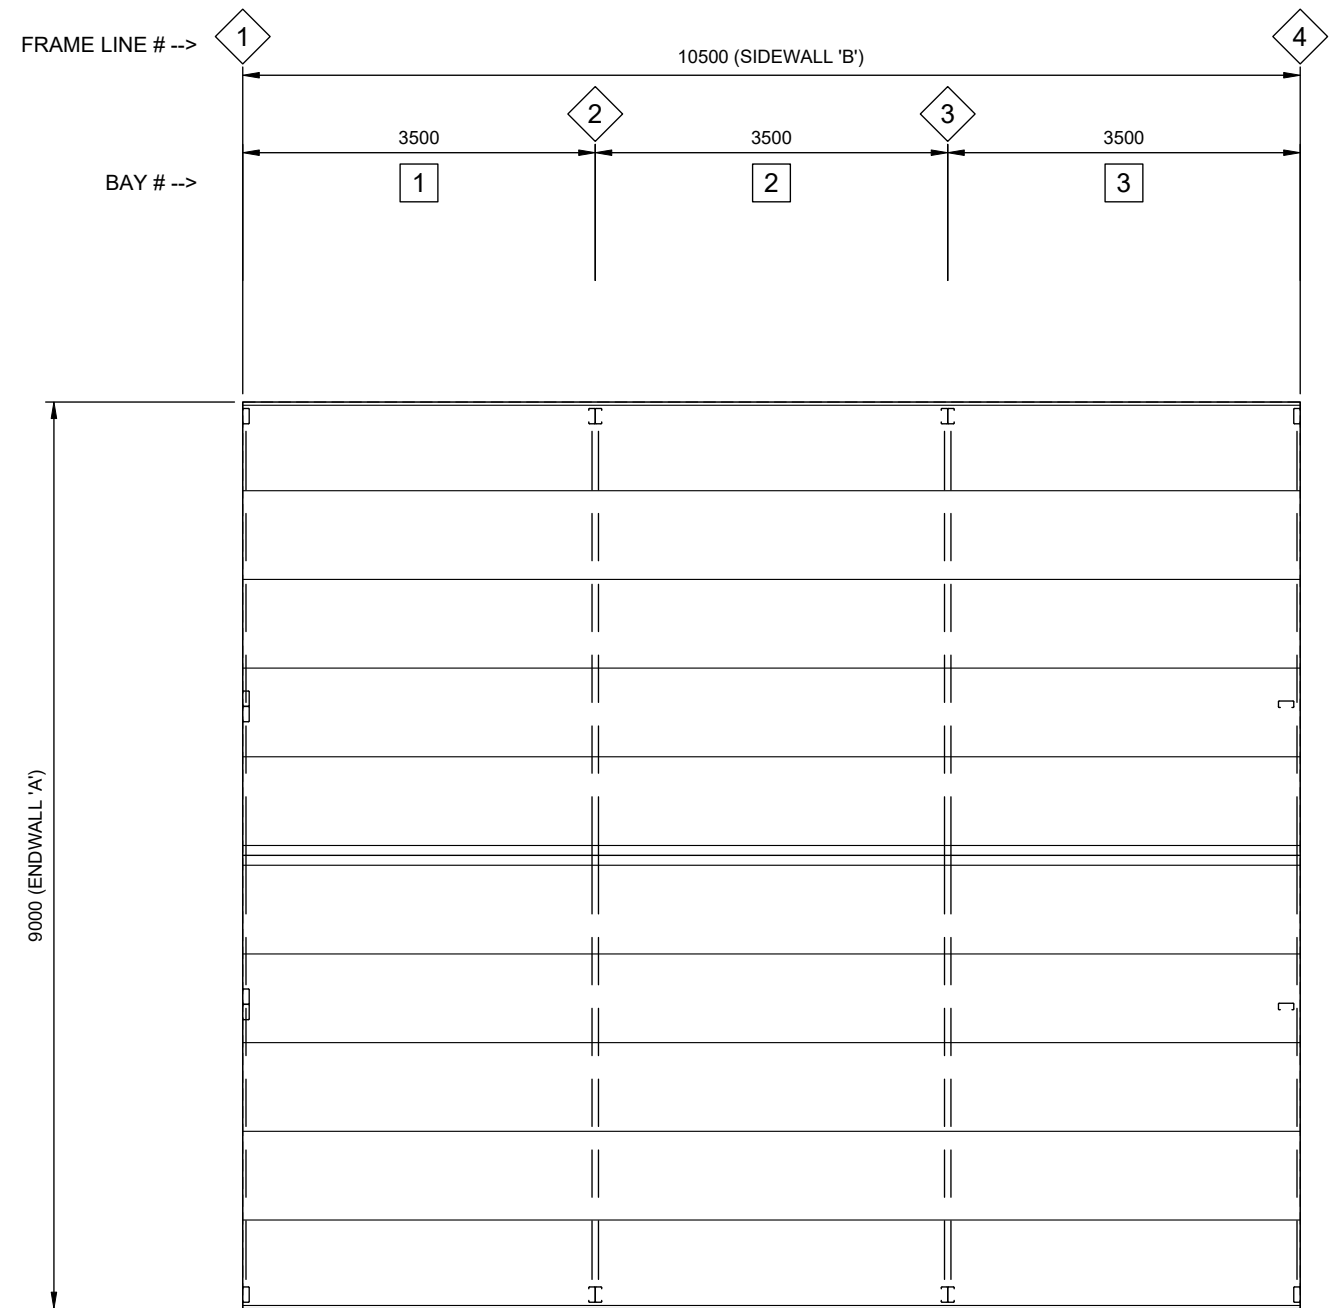 FRAME LINE # -->
1
4
10500 (SIDEWALL 'B')
2
3
3500
3500
3500
BAY # -->
1
2
3
9000 (ENDWALL 'A')